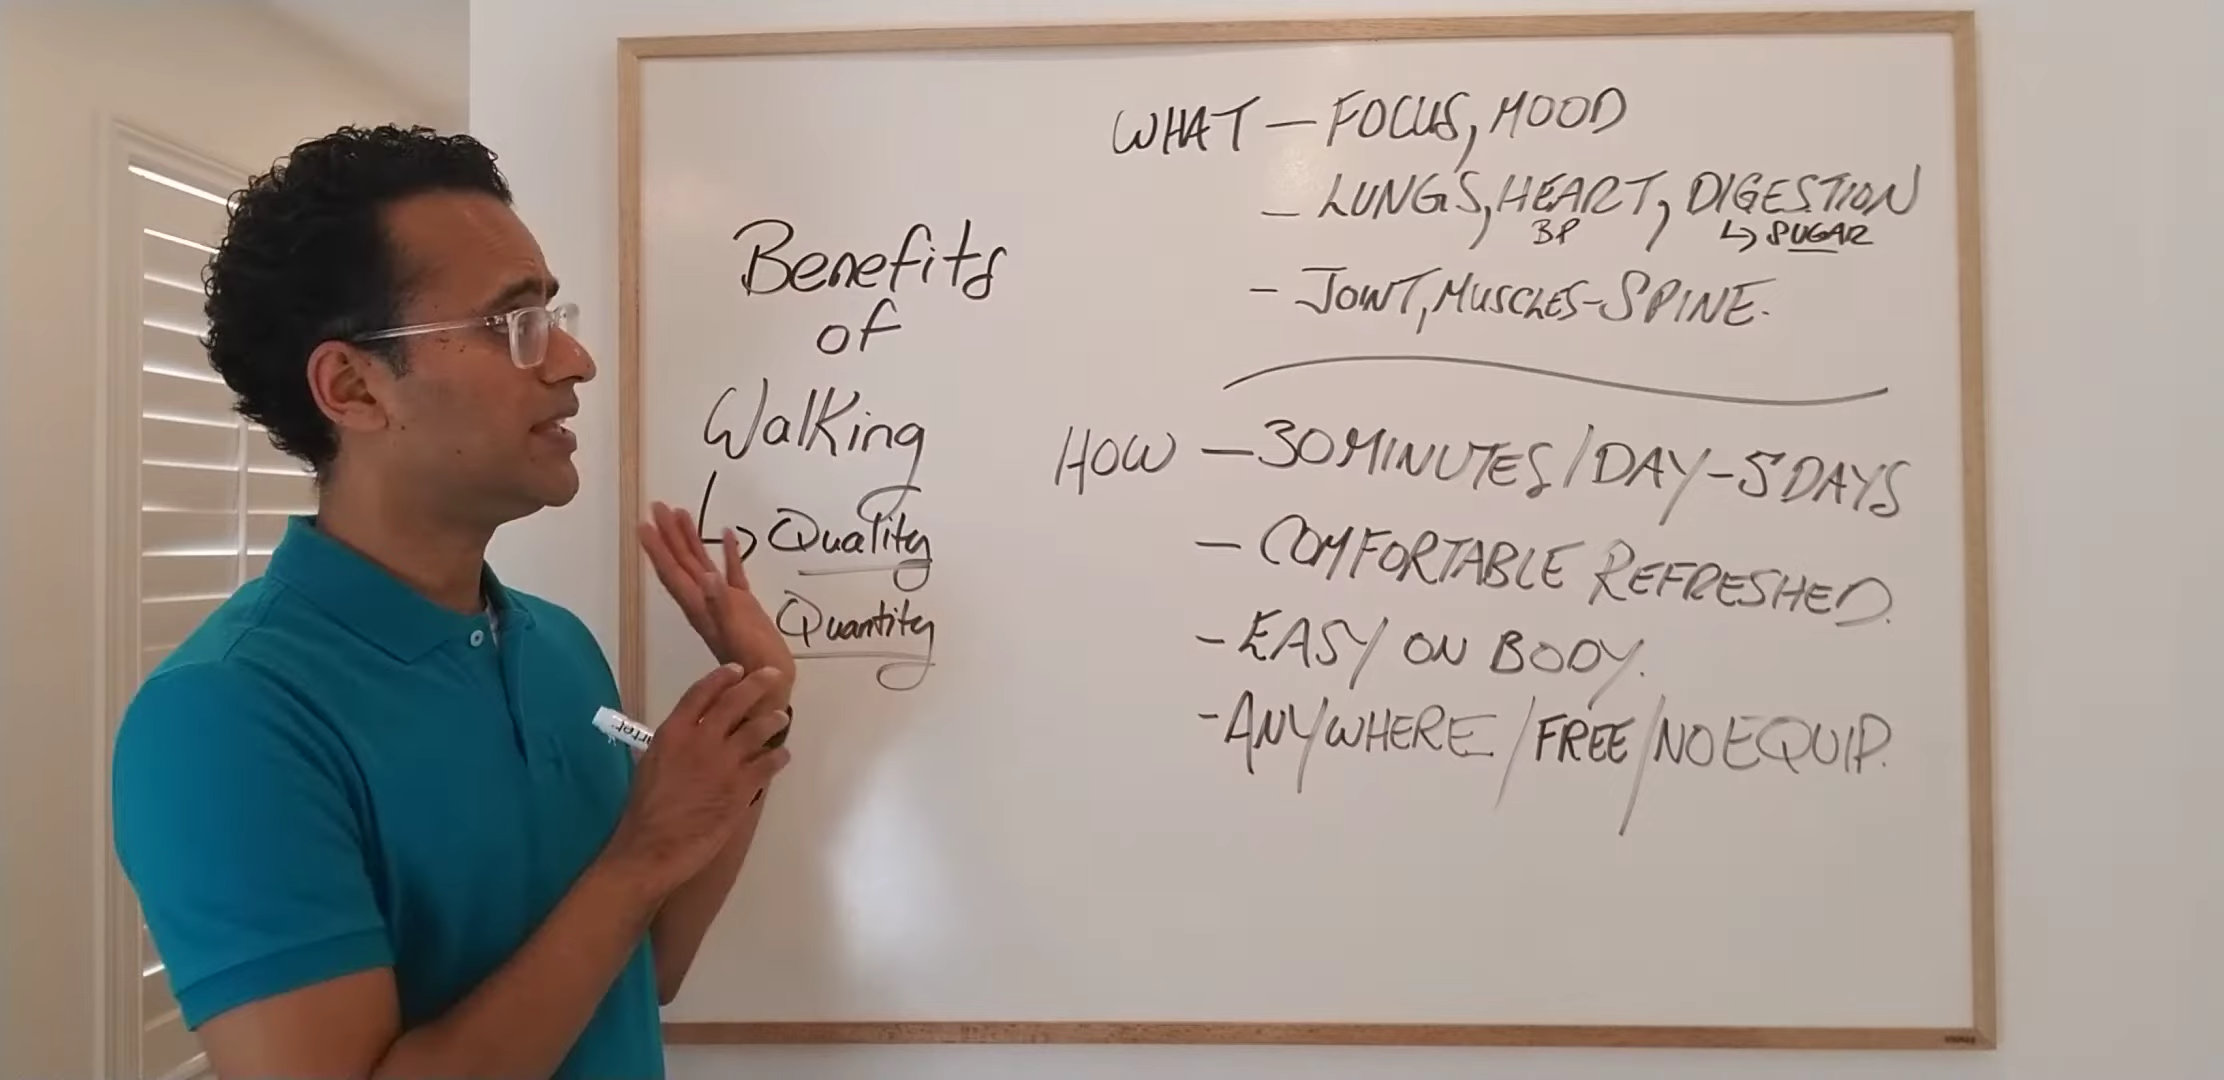 Benefits
of
Walking
↳ Quality
Quantity
WHAT — FOCUS, MOOD
— LUNGS, HEART, DIGESTION
BP ↳ SUGAR
- JOINT, MUSCLES - SPINE.
HOW — 30 MINUTES / DAY - 5 DAYS
— COMFORTABLE REFRESHED.
- EASY ON BODY.
- ANYWHERE / FREE / NO EQUIP.